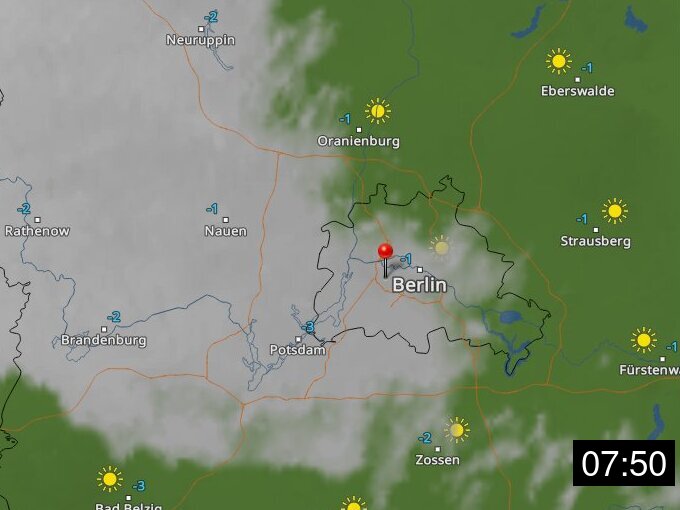 -2
Neuruppin
-1
Eberswalde
-1
Oranienburg
-2
Rathenow
-1
Nauen
-1
Strausberg
-1
Berlin
-2
Brandenburg
-3
Potsdam
-1
Fürstenwa
-2
Zossen
07:50
-3
Bad Belzig